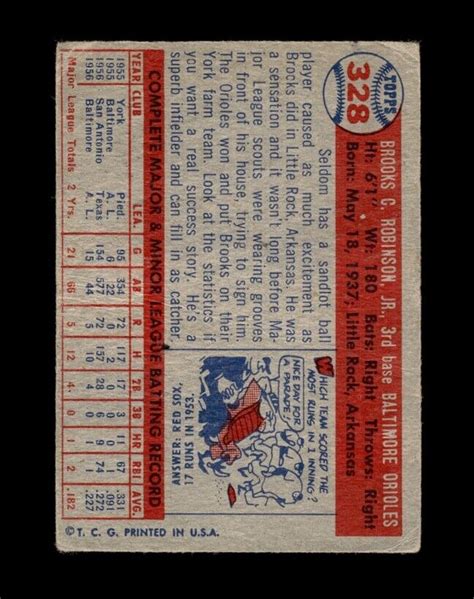 TOPPS
328
BROOKS C. ROBINSON, JR., 3rd base BALTIMORE ORIOLES
Ht: 6'1" Wt: 180 Bats: Right Throws: Right
Born: May 18, 1937: Little Rock, Arkansas
Seldom has a sandlot ball
player caused as much excitement as
Brooks did in Little Rock, Arkansas. He was
a sensation and it wasn't long before Ma-
jor League scouts were wearing grooves
in front of his house, trying to sign him
The Orioles won and put Brooks on their
York farm team. Look at the statistics if
you want a real success story. He's a
superb infielder and can fill in as catcher
WHICH TEAM SCORED THE
MOST RUNS IN 1 INNING?
NICE DAY FOR
A PARADE!
ANSWER: RED SOX,
17 RUNS IN 1953.
COMPLETE MAJOR & MINOR LEAGUE BATTING RECORD
YEAR CLUB LEA. G AB R H 2B 3B HR RBI AVG.
1955 York Pied. 95 354 72 117 17 3 11 67 .331
1955 Baltimore A. L. 6 22 0 2 0 0 0 1 .091
1956 San Antonio 154 577 72 157 28 6 9 74 .272
1956 Baltimore A. L. 15 44 5 10 4 0 1 1 .227
Major League Totals 2 Yrs. 21 66 5 12 4 0 1 2 .182
© T. C. G. PRINTED IN U.S.A.